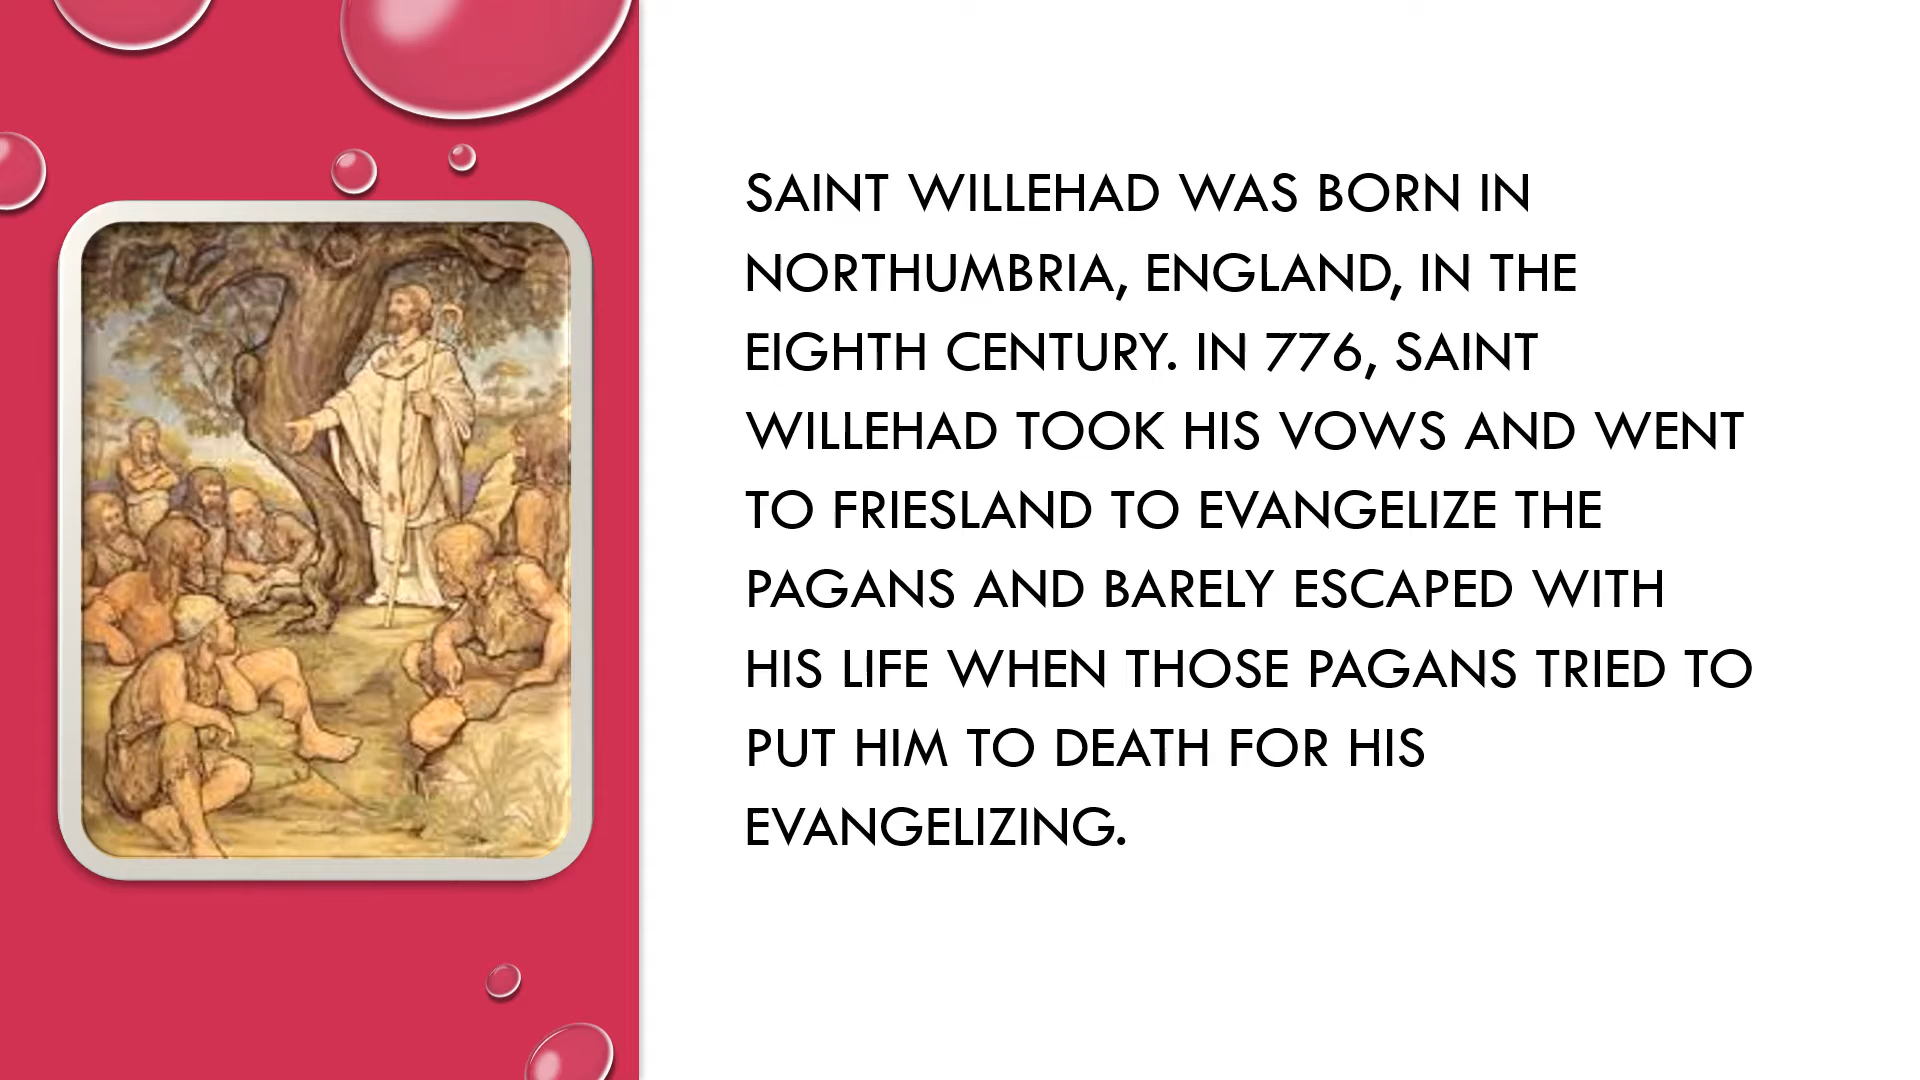 SAINT WILLEHAD WAS BORN IN
NORTHUMBRIA, ENGLAND, IN THE
EIGHTH CENTURY. IN 776, SAINT
WILLEHAD TOOK HIS VOWS AND WENT
TO FRIESLAND TO EVANGELIZE THE
PAGANS AND BARELY ESCAPED WITH
HIS LIFE WHEN THOSE PAGANS TRIED TO
PUT HIM TO DEATH FOR HIS
EVANGELIZING.